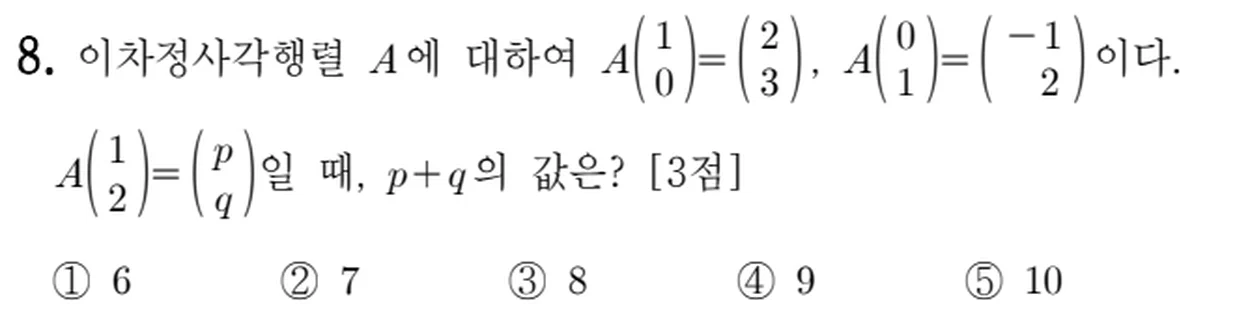 8. 이차정사각행렬 A에 대하여 A(1 0)=(2 3), A(0 1)=(-1 2)이다.
A(1 2)=(p q)일 때, p+q의 값은? [3점]
① 6 ② 7 ③ 8 ④ 9 ⑤ 10